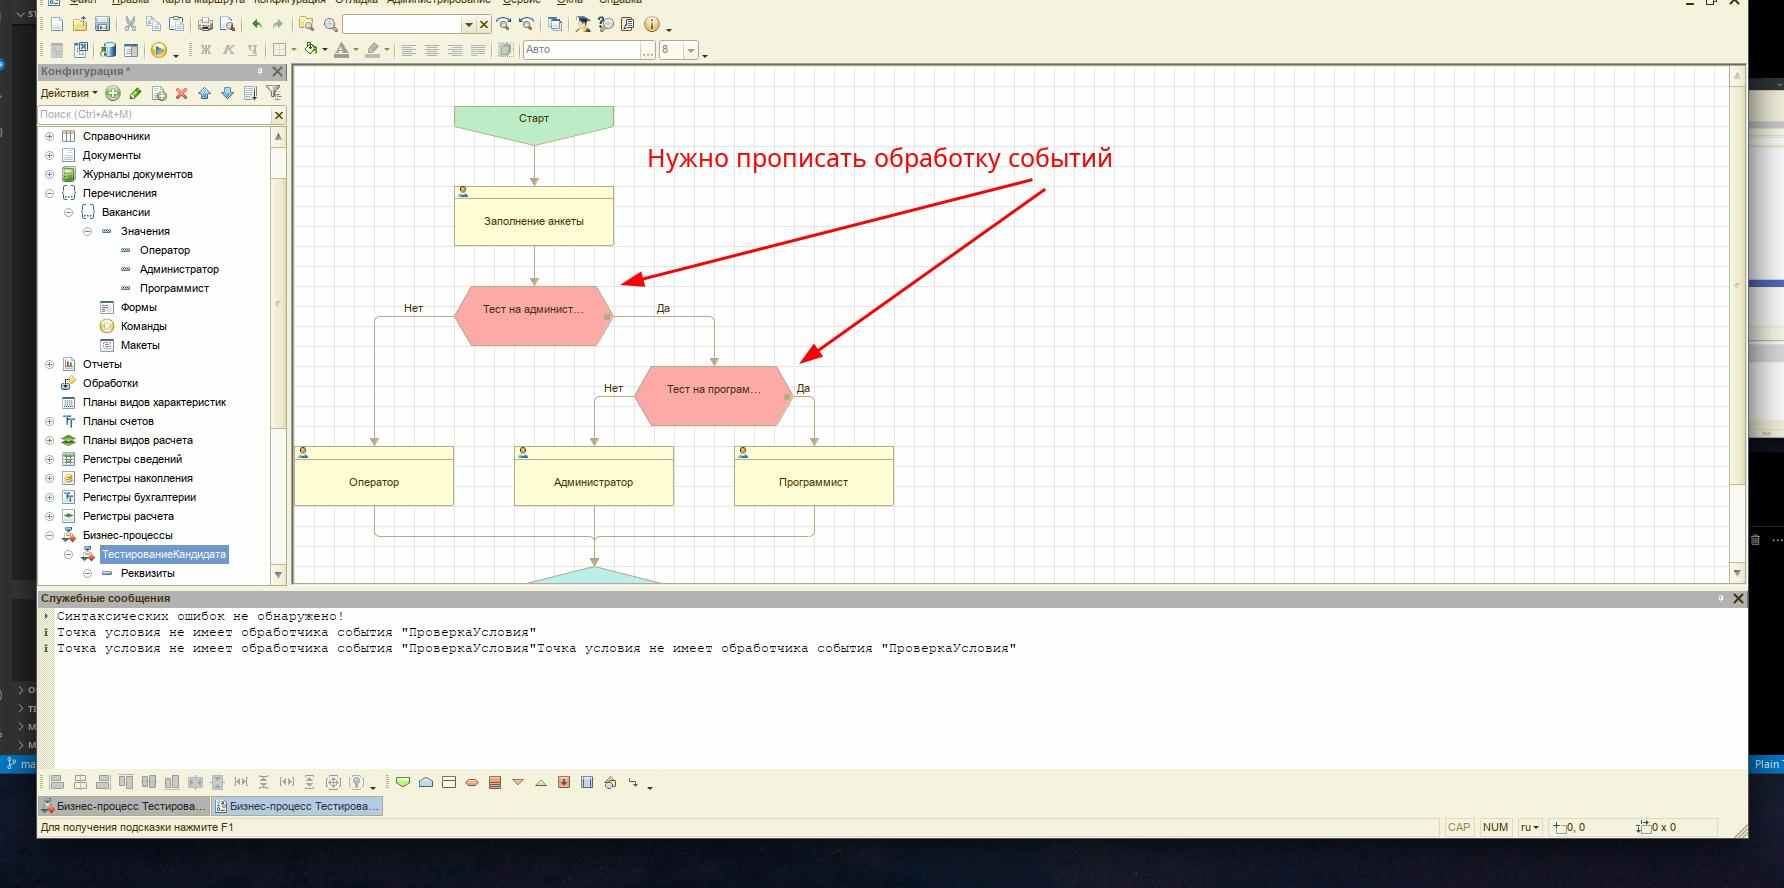 Файл Правка Карта маршрута Конфигурация Отладка Администрирование Сервис Окна Справка
Ж К Ч Авто ... 8
Конфигурация *
Действия
Поиск (Ctrl+Alt+M)
Справочники
Документы
Журналы документов
Перечисления
Вакансии
Значения
Оператор
Администратор
Программист
Формы
Команды
Макеты
Отчеты
Обработки
Планы видов характеристик
Планы счетов
Планы видов расчета
Регистры сведений
Регистры накопления
Регистры бухгалтерии
Регистры расчета
Бизнес-процессы
ТестированиеКандидата
Реквизиты
Старт
Нужно прописать обработку событий
Заполнение анкеты
Нет
Тест на админист...
Да
Нет
Тест на програм...
Да
Оператор
Администратор
Программист
Служебные сообщения
Синтаксических ошибок не обнаружено!
Точка условия не имеет обработчика события "ПроверкаУсловия"
Точка условия не имеет обработчика события "ПроверкаУсловия"Точка условия не имеет обработчика события "ПроверкаУсловия"
Бизнес-процесс Тестирова... Бизнес-процесс Тестирова...
Для получения подсказки нажмите F1
CAP NUM ru 0, 0 0 x 0
ma
Plain